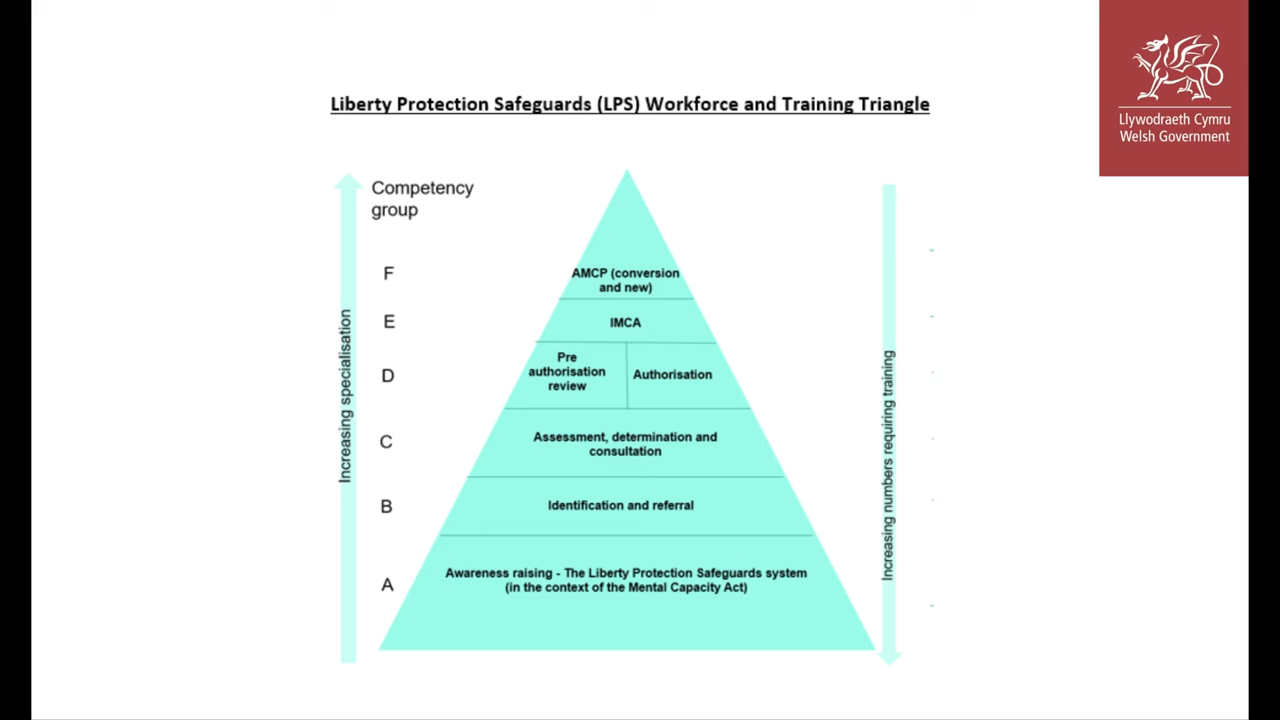 Llywodraeth Cymru
Welsh Government
Liberty Protection Safeguards (LPS) Workforce and Training Triangle
Competency
group
Increasing specialisation
F
AMCP (conversion
and new)
E
IMCA
D
Pre
authorisation
review
Authorisation
C
Assessment, determination and
consultation
B
Identification and referral
A
Awareness raising - The Liberty Protection Safeguards system
(in the context of the Mental Capacity Act)
Increasing numbers requiring training